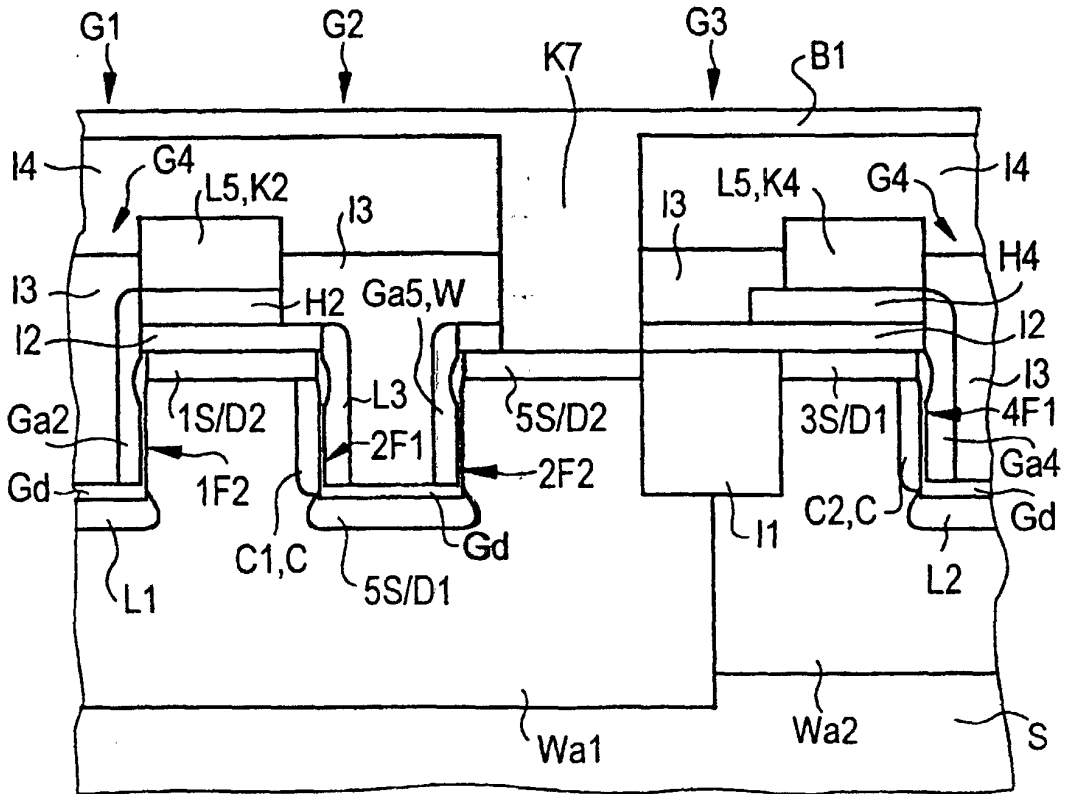 G1
G2
G3
K7
B1
I4
G4
L5,K2
I3
L5,K4
G4
I4
I3
I3
H2
Ga5,W
H4
I2
I2
1S/D2
L3
5S/D2
3S/D1
I3
Ga2
2F1
4F1
1F2
2F2
Ga4
Gd
C1,C
Gd
I1
C2,C
Gd
L1
5S/D1
L2
Wa1
Wa2
S